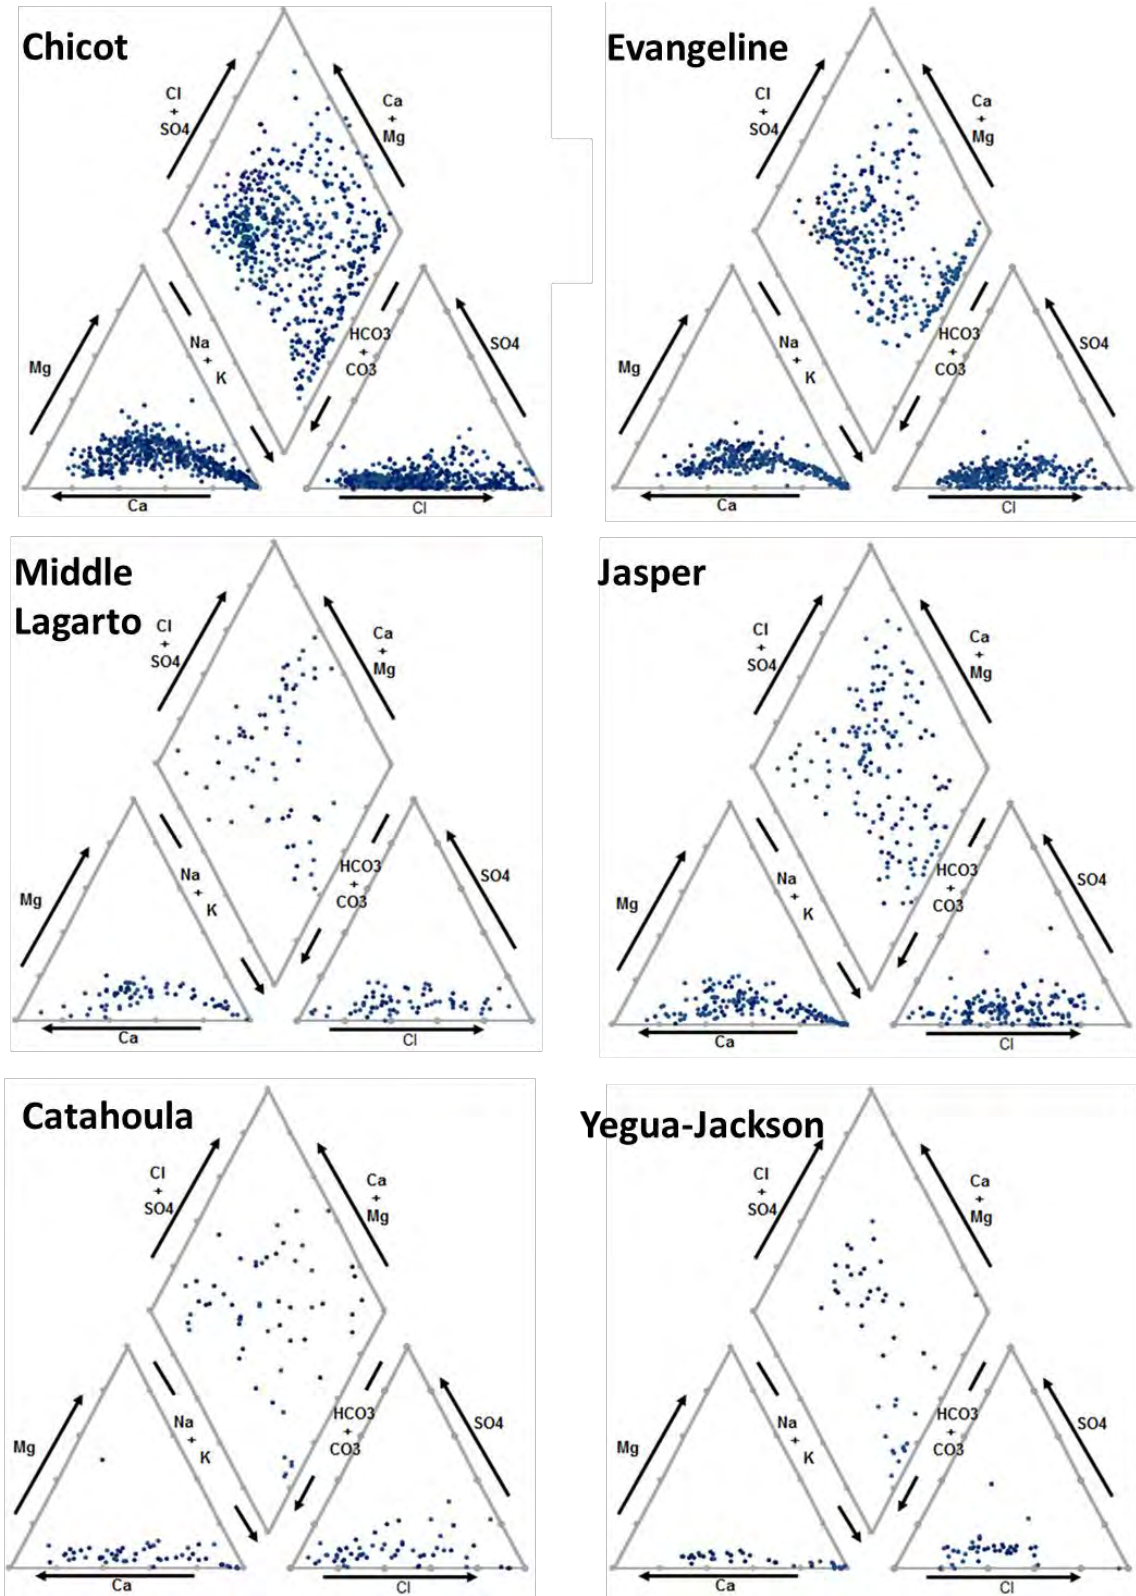 Chicot
Cl
+
SO4
Ca
+
Mg
Mg
Na
+
K
HCO3
+
CO3
SO4
Ca
Cl
Evangeline
Cl
+
SO4
Ca
+
Mg
Mg
Na
+
K
HCO3
+
CO3
SO4
Ca
Cl
Middle
Lagarto
Cl
+
SO4
Ca
+
Mg
Mg
Na
+
K
HCO3
+
CO3
SO4
Ca
Cl
Jasper
Cl
+
SO4
Ca
+
Mg
Mg
Na
+
K
HCO3
+
CO3
SO4
Ca
Cl
Catahoula
Cl
+
SO4
Ca
+
Mg
Mg
Na
+
K
HCO3
+
CO3
SO4
Ca
Cl
Yegua-Jackson
Cl
+
SO4
Ca
+
Mg
Mg
Na
+
K
HCO3
+
CO3
SO4
Ca
Cl